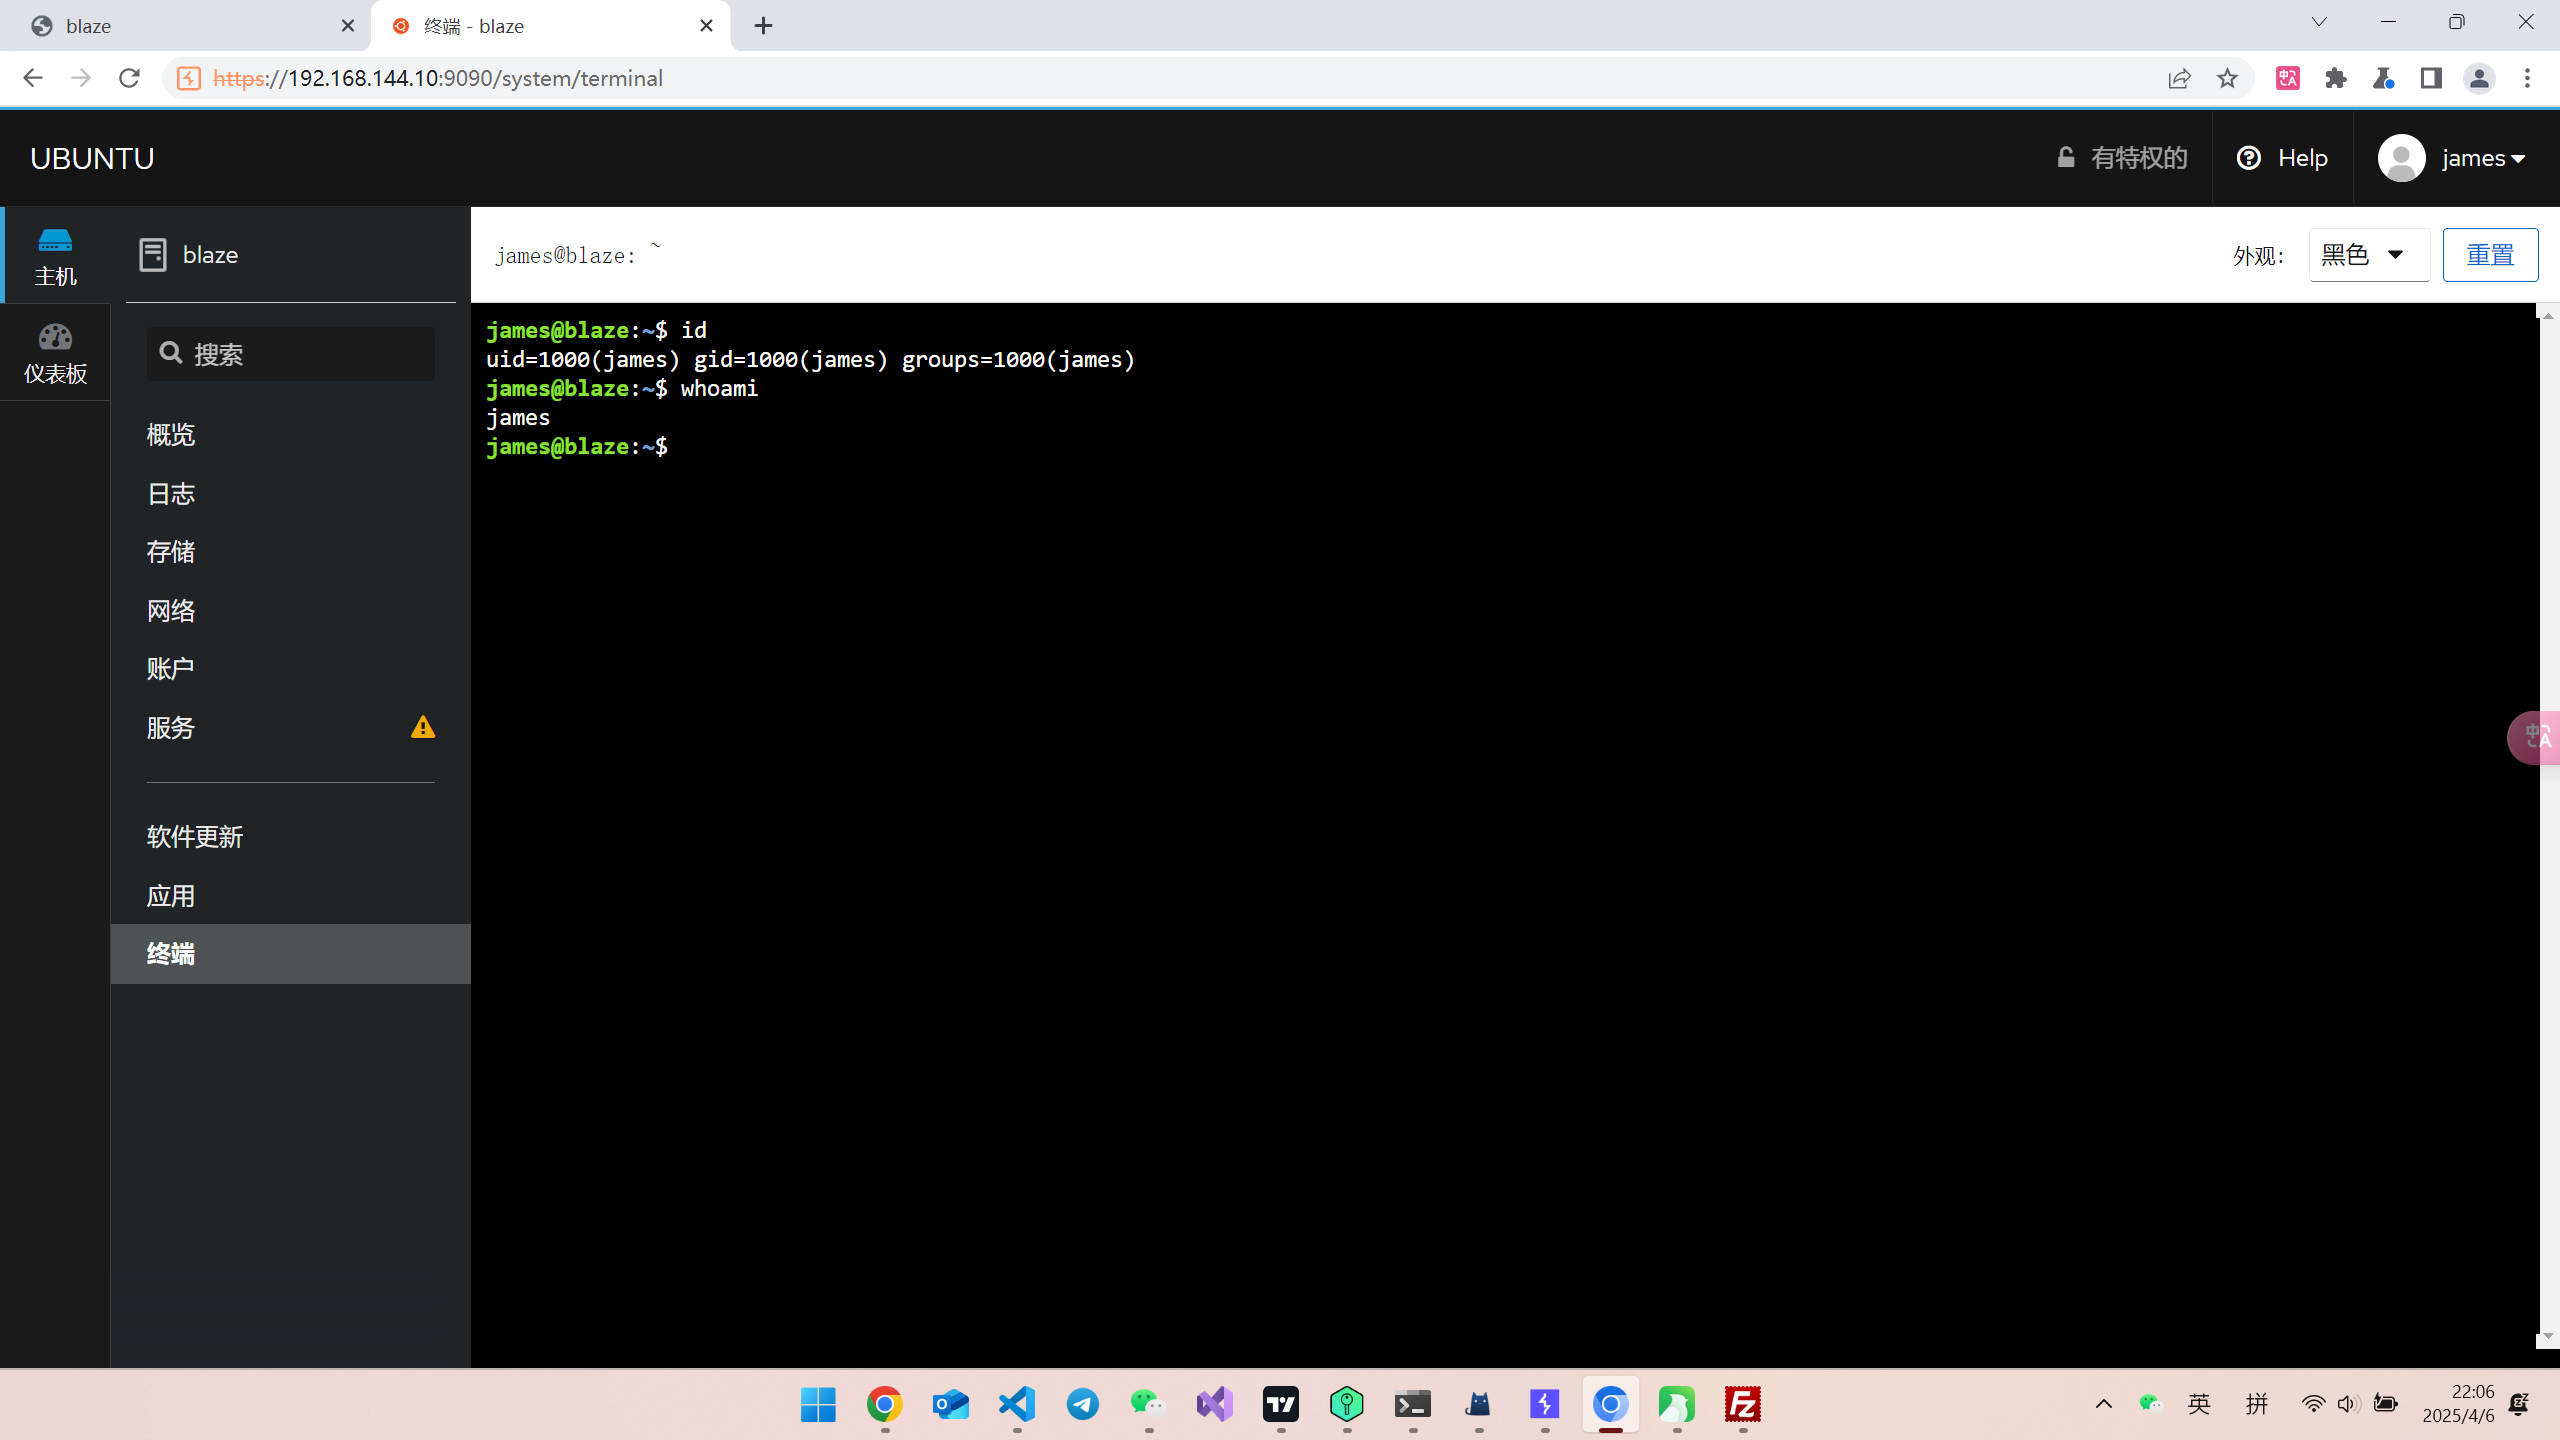 blaze
终端 - blaze
https://192.168.144.10:9090/system/terminal
UBUNTU
有特权的
Help
james
主机
仪表板
blaze
搜索
概览
日志
存储
网络
账户
服务
软件更新
应用
终端
james@blaze: ~
外观:
黑色
重置
james@blaze:~$ id
uid=1000(james) gid=1000(james) groups=1000(james)
james@blaze:~$ whoami
james
james@blaze:~$
英
拼
22:06
2025/4/6